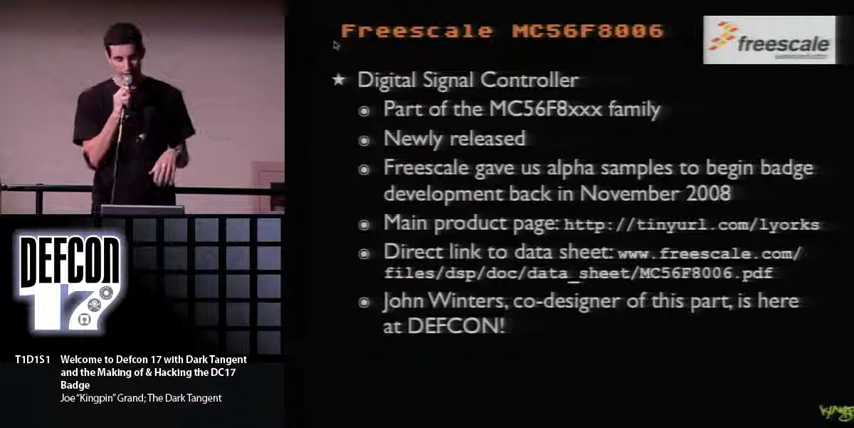 Freescale MC56F8006
freescale
★ Digital Signal Controller
Part of the MC56F8xxx family
Newly released
Freescale gave us alpha samples to begin badge
development back in November 2008
Main product page: http://tinyurl.com/lyorks
Direct link to data sheet: www.freescale.com/
files/dsp/doc/data_sheet/MC56F8006.pdf
John Winters, co-designer of this part, is here
at DEFCON!
DEFCON
17
T1D1S1 Welcome to Defcon 17 with Dark Tangent
and the Making of & Hacking the DC17
Badge
Joe "Kingpin" Grand; The Dark Tangent